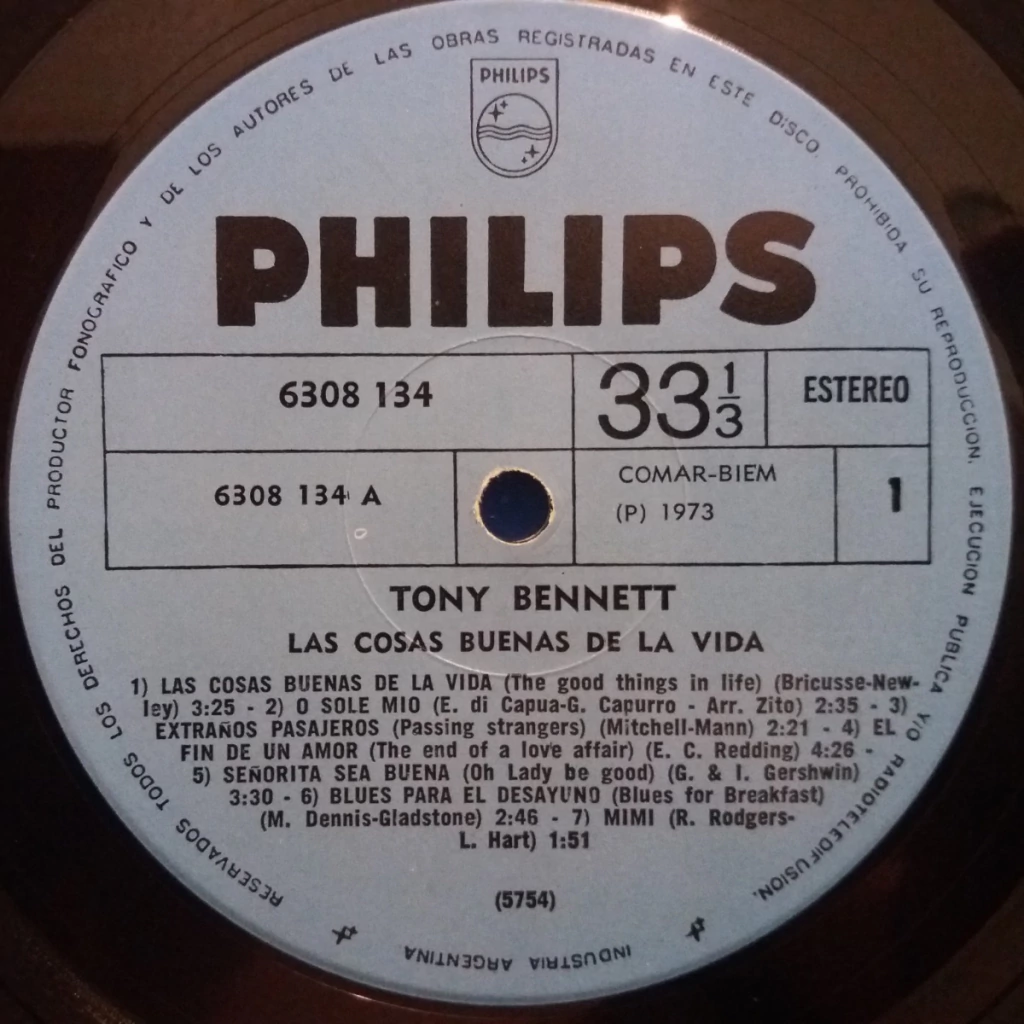 RESERVADOS TODOS LOS DERECHOS DEL PRODUCTOR FONOGRAFICO Y DE LOS AUTORES DE LAS OBRAS REGISTRADAS EN ESTE DISCO. PROHIBIDA SU REPRODUCCION. EJECUCION PUBLICA Y/O RADIOTELEDIFUSION.
PHILIPS
PHILIPS
6308 134
33 1/3
ESTEREO
6308 134 A
COMAR-BIEM
(P) 1973
1
TONY BENNETT
LAS COSAS BUENAS DE LA VIDA
1) LAS COSAS BUENAS DE LA VIDA (The good things in life) (Bricusse-New-
ley) 3:25 - 2) O SOLE MIO (E. di Capua-G. Capurro - Arr. Zito) 2:35 - 3)
EXTRAÑOS PASAJEROS (Passing strangers) (Mitchell-Mann) 2:21 - 4) EL
FIN DE UN AMOR (The end of a love affair) (E. C. Redding) 4:26 -
5) SEÑORITA SEA BUENA (Oh Lady be good) (G. & I. Gershwin)
3:30 - 6) BLUES PARA EL DESAYUNO (Blues for Breakfast)
(M. Dennis-Gladstone) 2:46 - 7) MIMI (R. Rodgers-
L. Hart) 1:51
(5754)
INDUSTRIA ARGENTINA